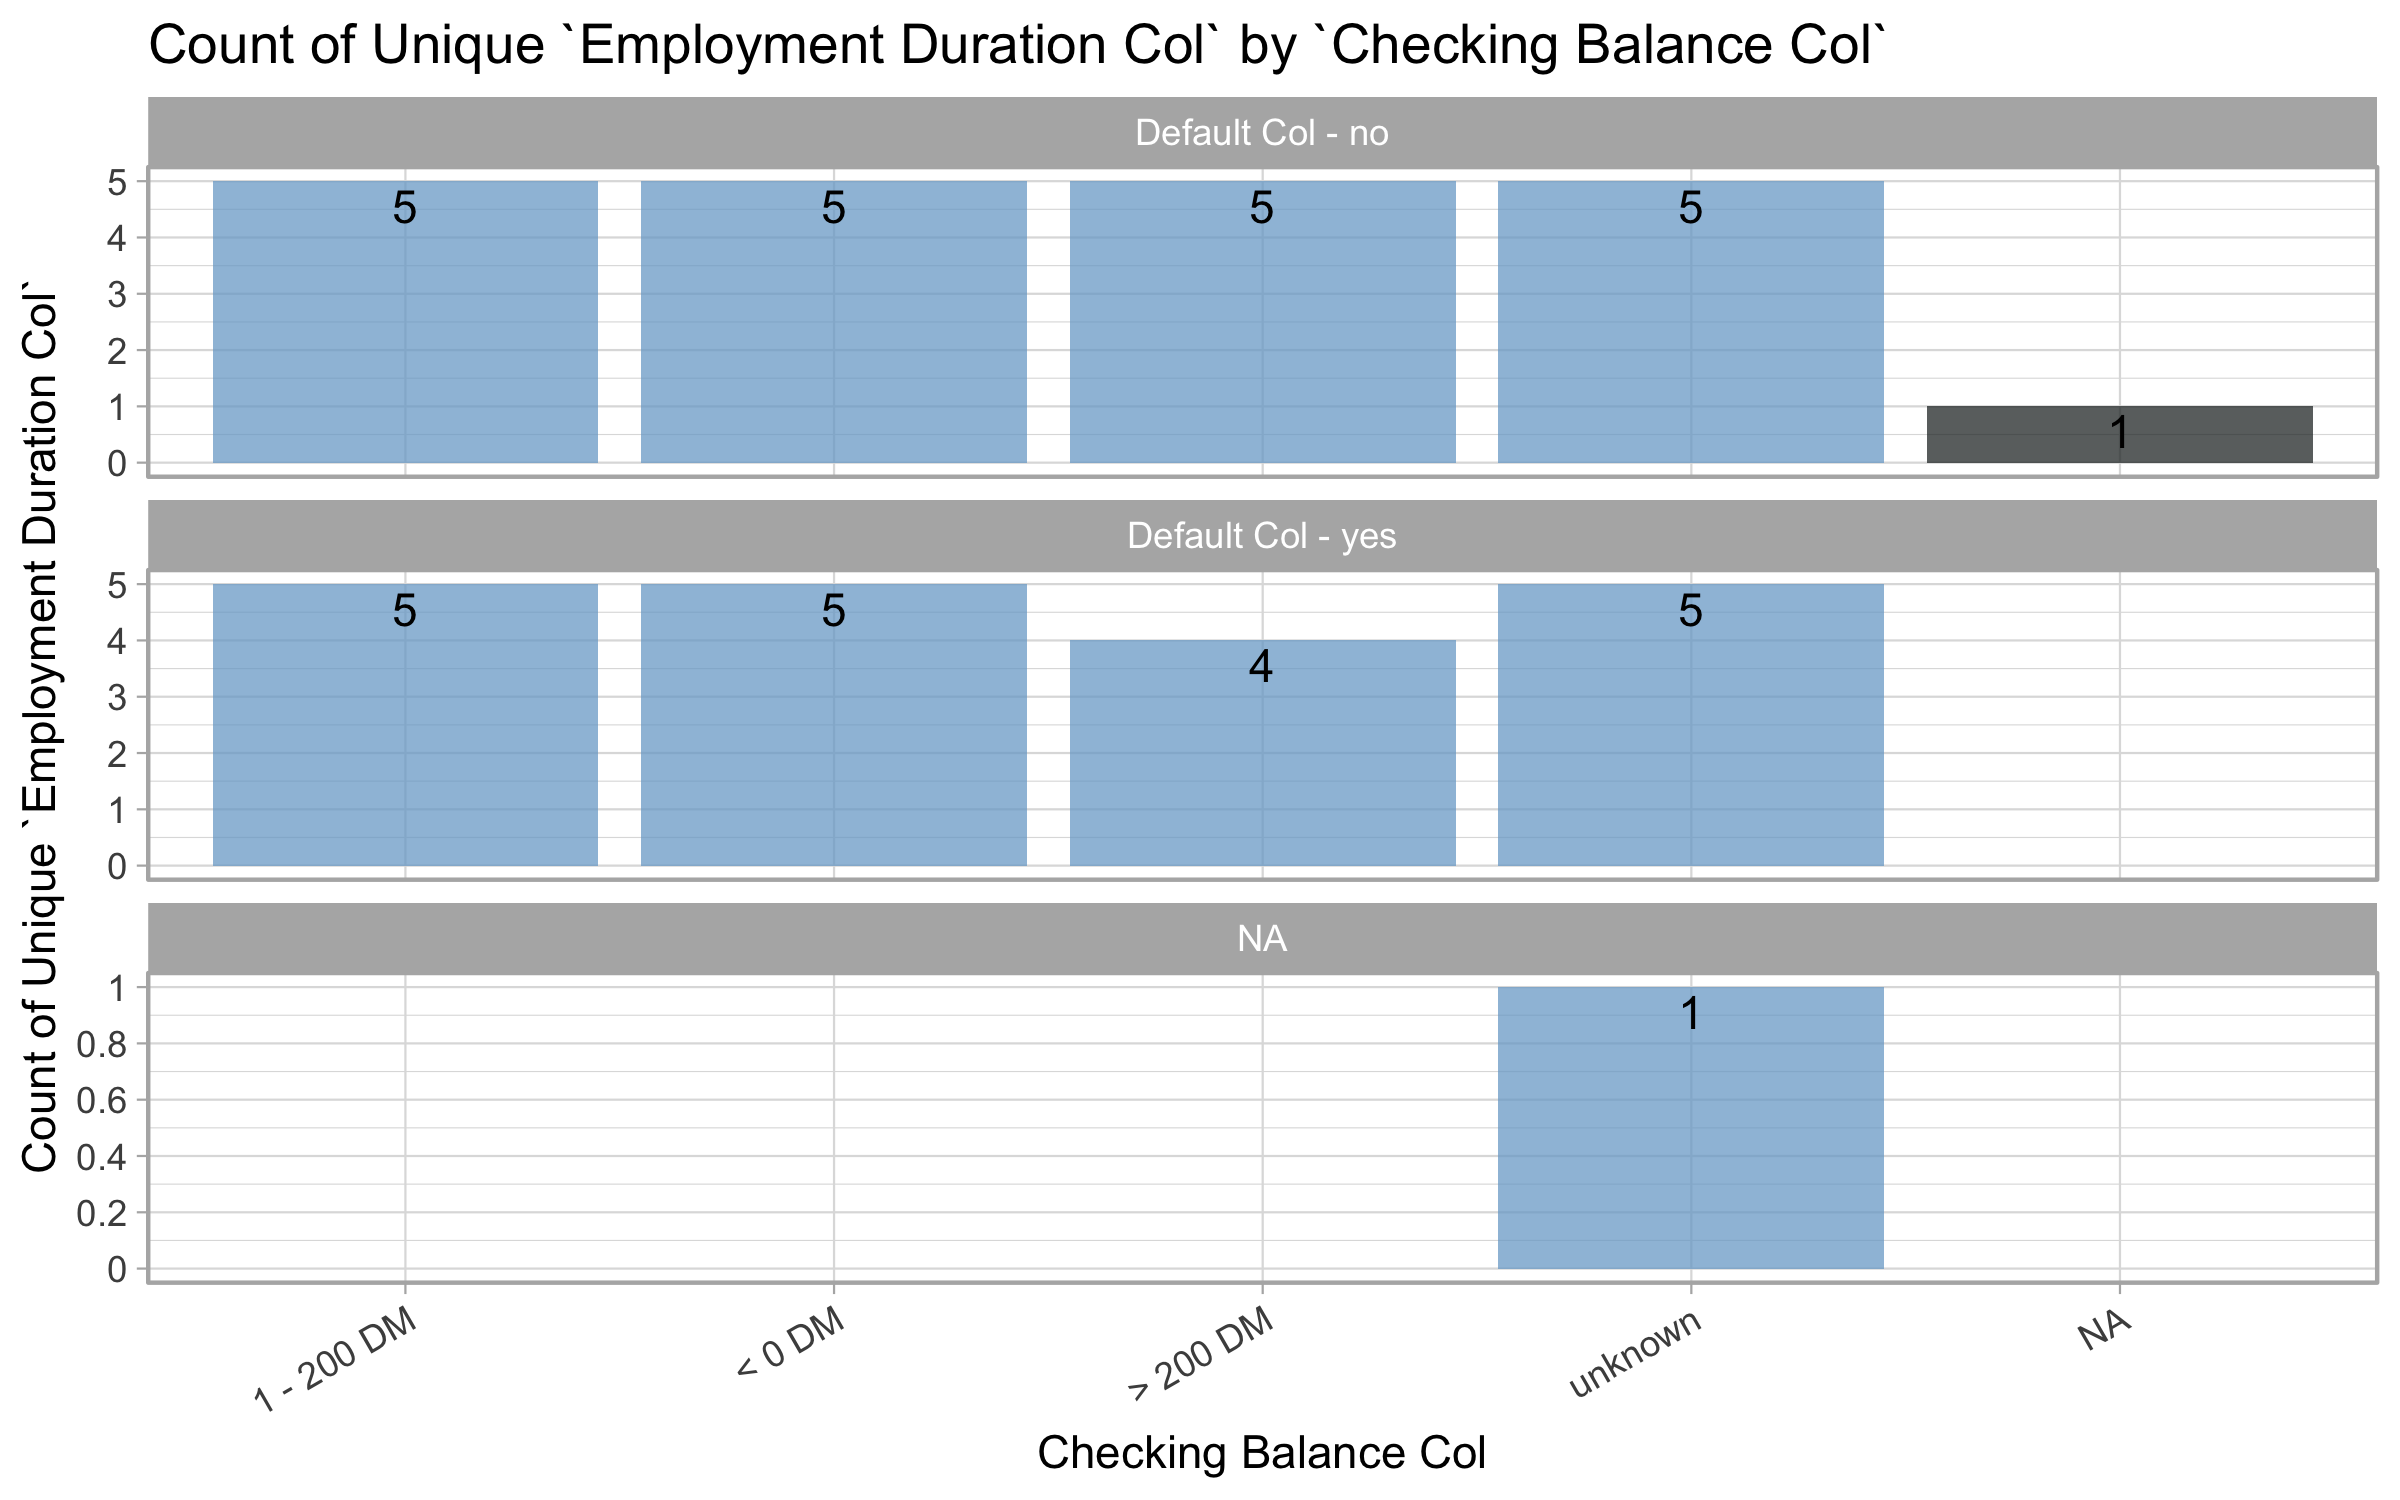 Count of Unique `Employment Duration Col` by `Checking Balance Col`
Count of Unique `Employment Duration Col`
Default Col - no
5
4
3
2
1
0
5
5
5
5
1
Default Col - yes
5
4
3
2
1
0
5
5
4
5
NA
1
0.8
0.6
0.4
0.2
0
1
1 - 200 DM
< 0 DM
> 200 DM
unknown
NA
Checking Balance Col